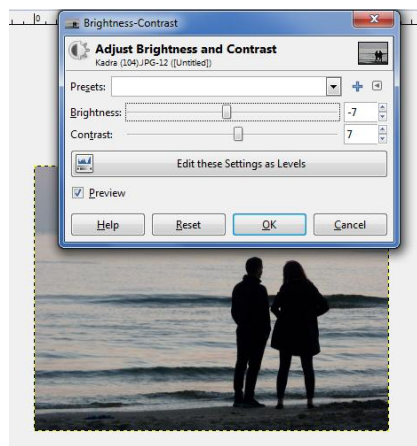 0
Brightness-Contrast
Adjust Brightness and Contrast
Kadra (104).JPG-12 ([Untitled])
Presets:
Brightness: -7
Contrast: 7
Edit these Settings as Levels
Preview
Help Reset OK Cancel